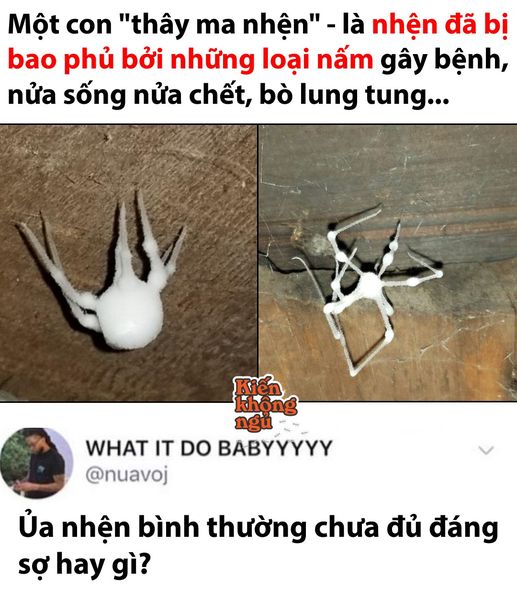 Một con "thây ma nhện" - là nhện đã bị
bao phủ bởi những loại nấm gây bệnh,
nửa sống nửa chết, bò lung tung...
Kiến
không
ngủ
WHAT IT DO BABYYYYY
@nuavoj
Ủa nhện bình thường chưa đủ đáng
sợ hay gì?